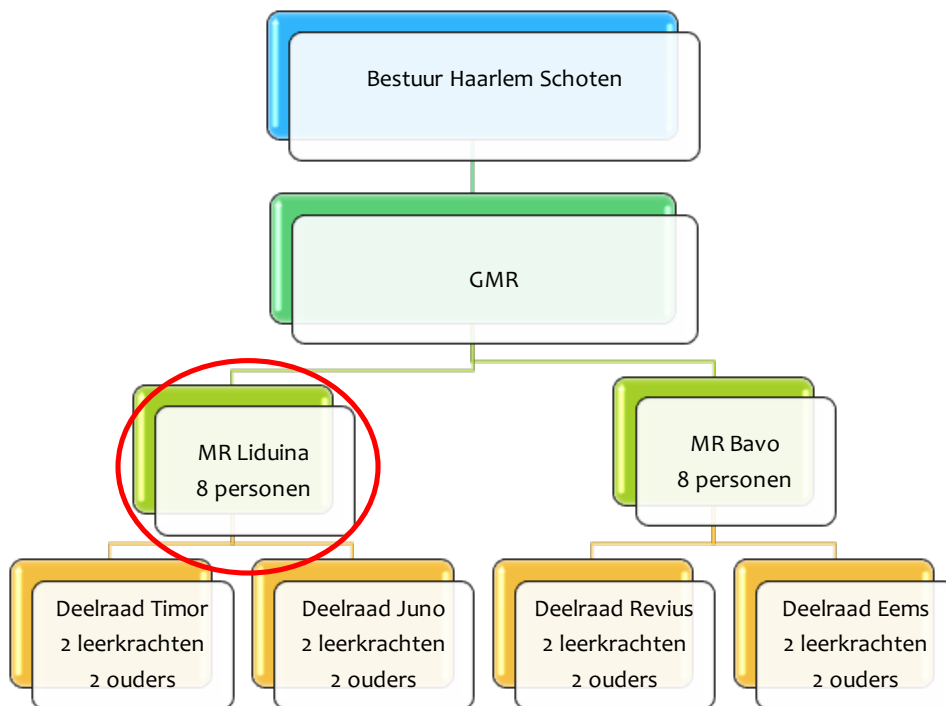 Bestuur Haarlem Schoten
GMR
MR Liduina
8 personen
MR Bavo
8 personen
Deelraad Timor
2 leerkrachten
2 ouders
Deelraad Juno
2 leerkrachten
2 ouders
Deelraad Revius
2 leerkrachten
2 ouders
Deelraad Eems
2 leerkrachten
2 ouders